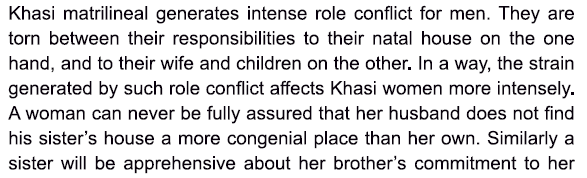 Khasi matrilineal generates intense role conflict for men. They are
torn between their responsibilities to their natal house on the one
hand, and to their wife and children on the other. In a way, the strain
generated by such role conflict affects Khasi women more intensely.
A woman can never be fully assured that her husband does not find
his sister's house a more congenial place than her own. Similarly a
sister will be apprehensive about her brother's commitment to her